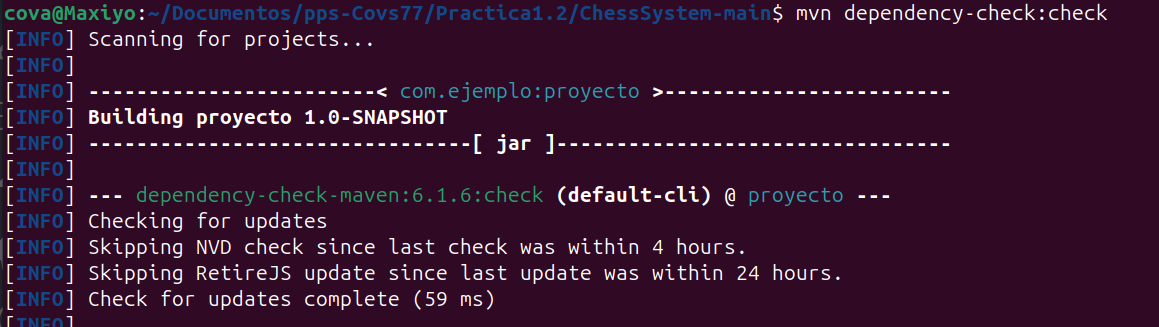 cova@Maxiyo:~/Documentos/pps-Covs77/Practica1.2/ChessSystem-main$ mvn dependency-check:check
[INFO] Scanning for projects...
[INFO]
[INFO] ------------------------< com.ejemplo:proyecto >------------------------
[INFO] Building proyecto 1.0-SNAPSHOT
[INFO] --------------------------------[ jar ]---------------------------------
[INFO]
[INFO] --- dependency-check-maven:6.1.6:check (default-cli) @ proyecto ---
[INFO] Checking for updates
[INFO] Skipping NVD check since last check was within 4 hours.
[INFO] Skipping RetireJS update since last update was within 24 hours.
[INFO] Check for updates complete (59 ms)
[INFO]